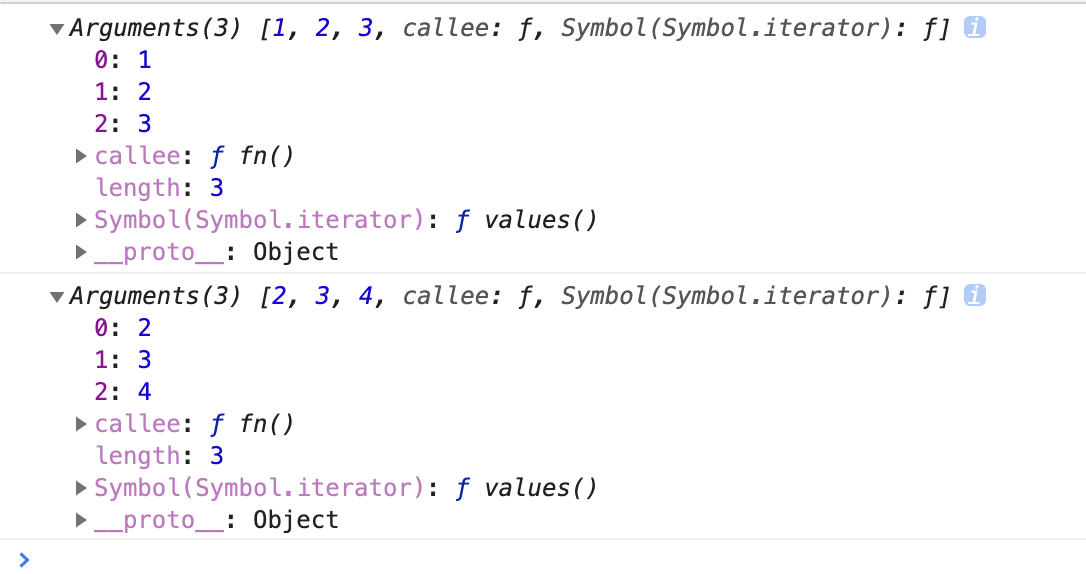 ▼Arguments(3) [1, 2, 3, callee: ƒ, Symbol(Symbol.iterator): ƒ] i
0: 1
1: 2
2: 3
▶callee: ƒ fn()
length: 3
▶Symbol(Symbol.iterator): ƒ values()
▶__proto__: Object
▼Arguments(3) [2, 3, 4, callee: ƒ, Symbol(Symbol.iterator): ƒ] i
0: 2
1: 3
2: 4
▶callee: ƒ fn()
length: 3
▶Symbol(Symbol.iterator): ƒ values()
▶__proto__: Object
>